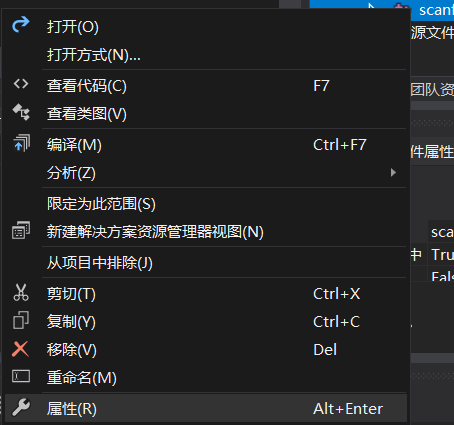 scanf
打开(O)
源文件
打开方式(N)...
查看代码(C) F7
团队资
查看类图(V)
编译(M) Ctrl+F7
件属性
分析(Z)
限定为此范围(S)
新建解决方案资源管理器视图(N)
sca
中 True
从项目中排除(J)
False
剪切(T) Ctrl+X
复制(Y) Ctrl+C
移除(V) Del
重命名(M)
属性(R) Alt+Enter